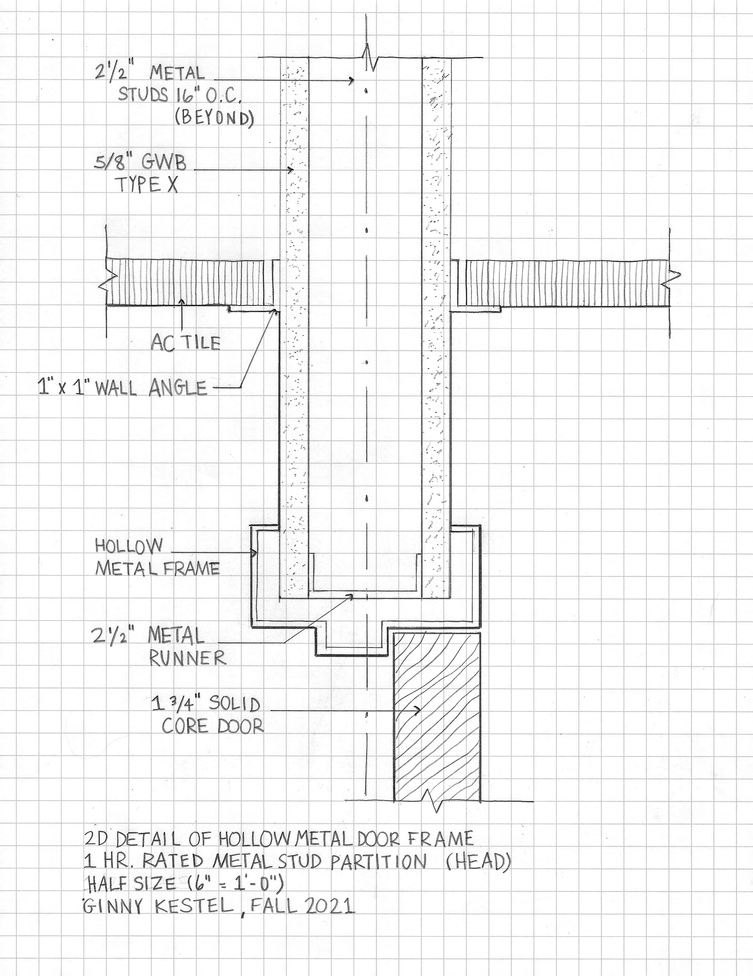 2 1/2" METAL
STUDS 16" O.C.
(BEYOND)
5/8" GWB
TYPE X
AC TILE
1" x 1" WALL ANGLE
HOLLOW
METAL FRAME
2 1/2" METAL
RUNNER
1 3/4" SOLID
CORE DOOR
2D DETAIL OF HOLLOW METAL DOOR FRAME
1 HR. RATED METAL STUD PARTITION (HEAD)
HALF SIZE (6" = 1'-0")
GINNY KESTEL, FALL 2021